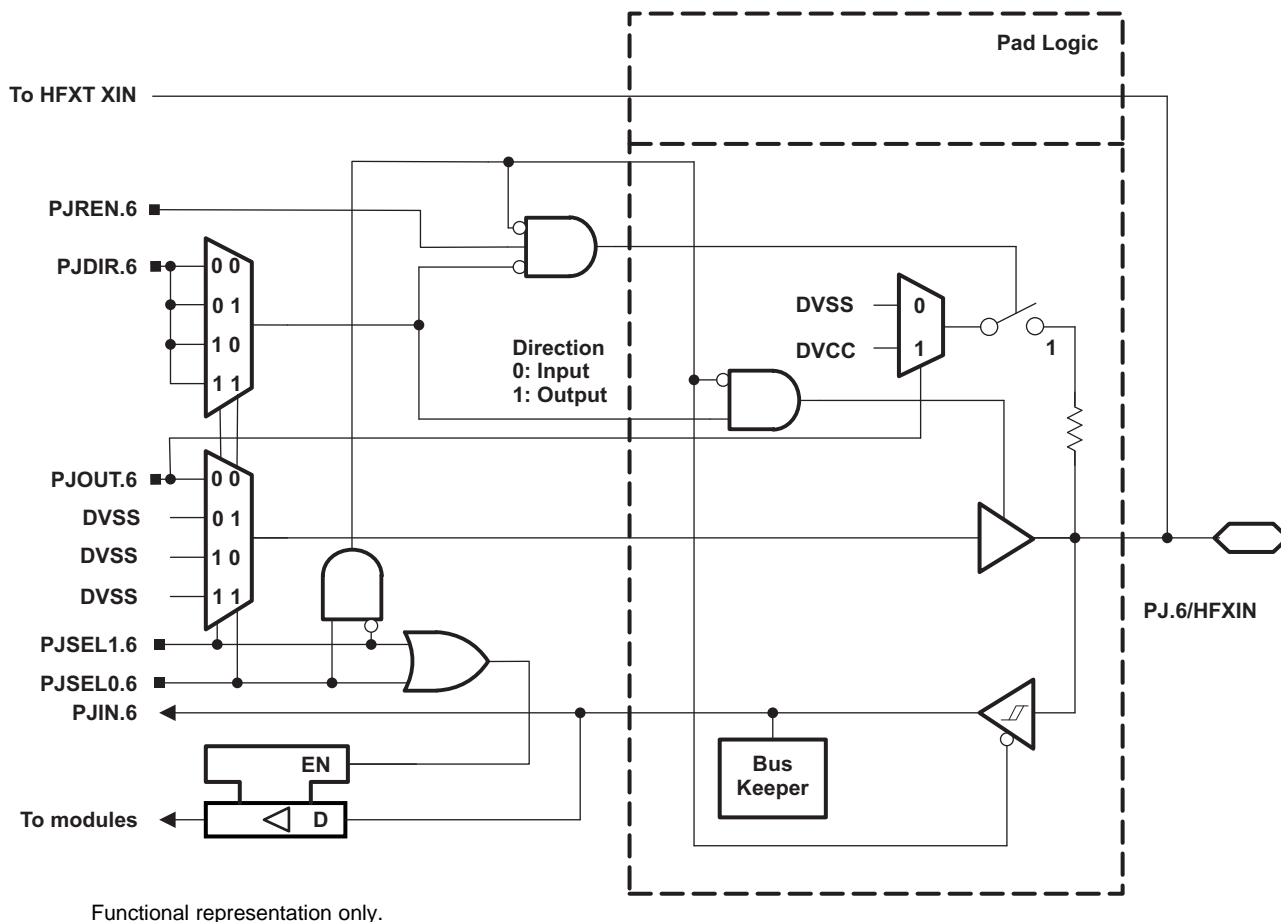 Pad Logic
To HFXT XIN
PJREN.6
PJDIR.6
0 0
0 1
1 0
1 1
Direction
0: Input
1: Output
DVSS
0
DVCC
1
1
PJOUT.6
0 0
DVSS
0 1
DVSS
1 0
DVSS
1 1
PJ.6/HFXIN
PJSEL1.6
PJSEL0.6
PJIN.6
EN
Bus
Keeper
To modules
D
Functional representation only.